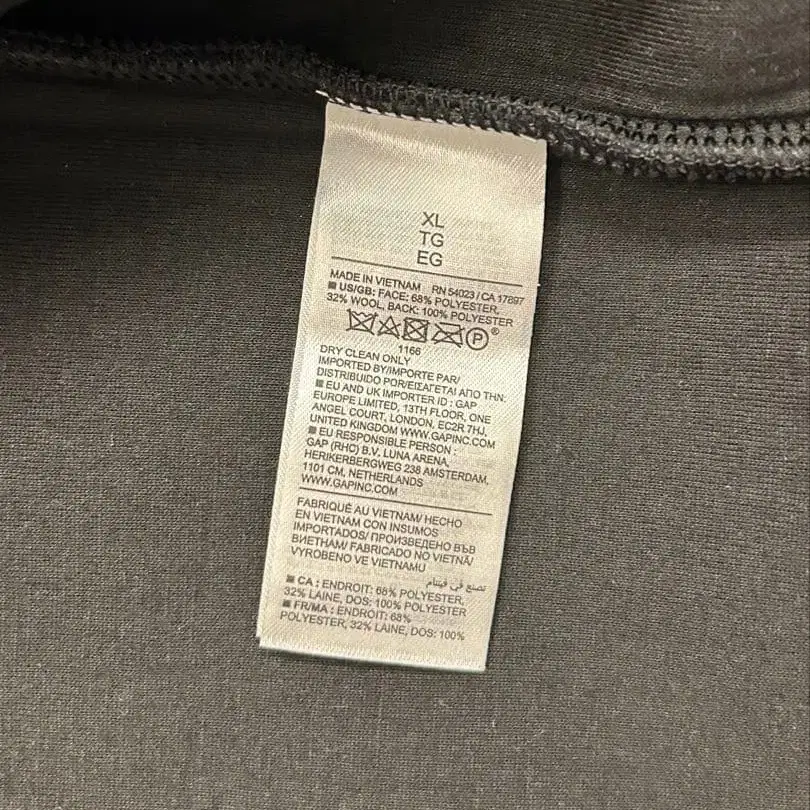 XL
TG
EG
MADE IN VIETNAM RN 54023 / CA 17897
■ US/GB: FACE: 68% POLYESTER,
32% WOOL, BACK: 100% POLYESTER
P®
1166
DRY CLEAN ONLY
IMPORTED BY/IMPORTE PAR/
DISTRIBUIDO POR/ΕΙΣΑΓΕΤΑΙ ΑΠΟ ΤΗΝ:
■ EU AND UK IMPORTER ID : GAP
EUROPE LIMITED, 13TH FLOOR, ONE
ANGEL COURT, LONDON, EC2R 7HJ,
UNITED KINGDOM WWW.GAPINC.COM
■ EU RESPONSIBLE PERSON :
GAP (RHC) B.V. LUNA ARENA,
HERIKERBERGWEG 238 AMSTERDAM,
1101 CM, NETHERLANDS
WWW.GAPINC.COM
FABRIQUÉ AU VIETNAM/ HECHO
EN VIETNAM CON INSUMOS
IMPORTADOS/ ПРОИЗВЕДЕНО ВЪВ
ВИЕТНАМ/ FABRICADO NO VIETNÃ/
VYROBENO VE VIETNAMU
صنع في فيتنام
■ CA : ENDROIT: 68% POLYESTER,
32% LAINE, DOS: 100% POLYESTER
■ FR/MA : ENDROIT: 68%
POLYESTER, 32% LAINE, DOS: 100%